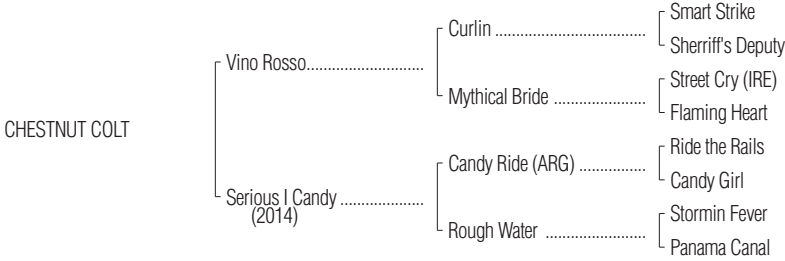 Smart Strike
Curlin ....................................
Sherriff's Deputy
Vino Rosso...........................
Street Cry (IRE)
Mythical Bride ......................
Flaming Heart
CHESTNUT COLT
Ride the Rails
Candy Ride (ARG) ................
Candy Girl
Serious I Candy ....................
(2014)
Stormin Fever
Rough Water ........................
Panama Canal